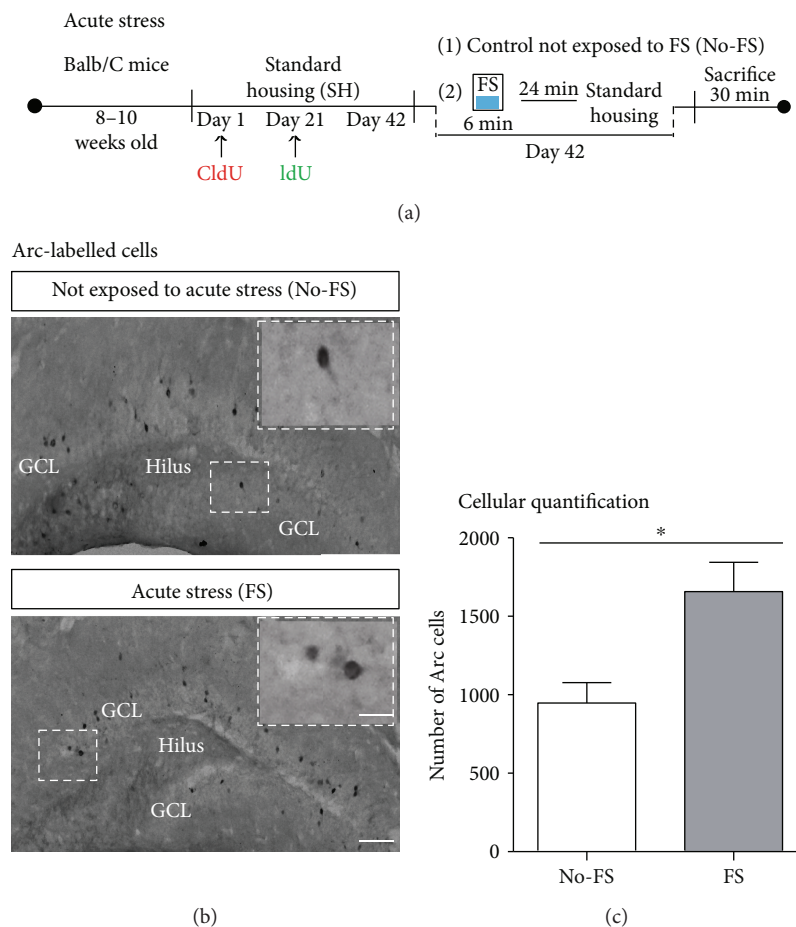 Acute stress
Balb/C mice
8–10
weeks old
Standard
housing (SH)
Day 1
Day 21
Day 42
CldU
ldU
(1) Control not exposed to FS (No-FS)
(2)
FS
6 min
24 min
Standard
housing
Day 42
Sacrifice
30 min
(a)
Arc-labelled cells
Not exposed to acute stress (No-FS)
GCL
Hilus
GCL
Acute stress (FS)
GCL
Hilus
GCL
(b)
Cellular quantification
Number of Arc cells
2000
1500
1000
500
0
*
No-FS
FS
(c)